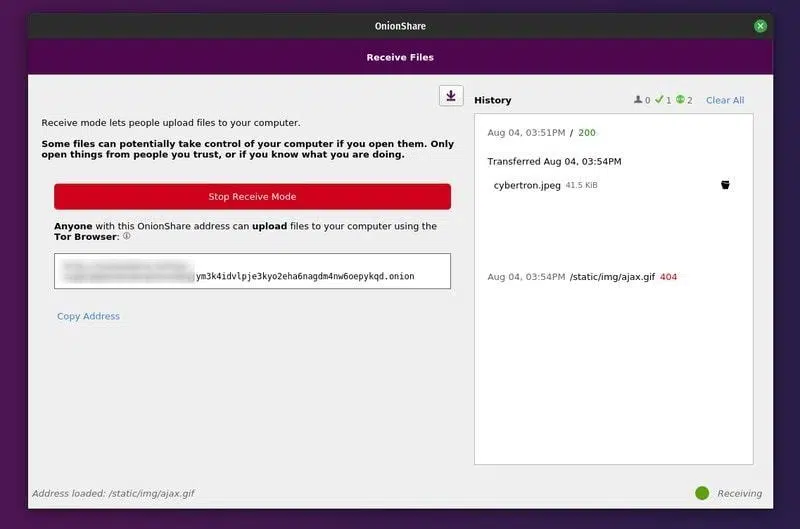 OnionShare
Receive Files
Receive mode lets people upload files to your computer.
Some files can potentially take control of your computer if you open them. Only
open things from people you trust, or if you know what you are doing.
Stop Receive Mode
Anyone with this OnionShare address can upload files to your computer using the
Tor Browser:
ym3k4idvlpje3kyo2eha6nagdm4nw6oepykqd.onion
Copy Address
History
0 1 2 Clear All
Aug 04, 03:51PM / 200
Transferred Aug 04, 03:54PM
cybertron.jpeg 41.5 KiB
Aug 04, 03:54PM /static/img/ajax.gif 404
Address loaded: /static/img/ajax.gif
Receiving